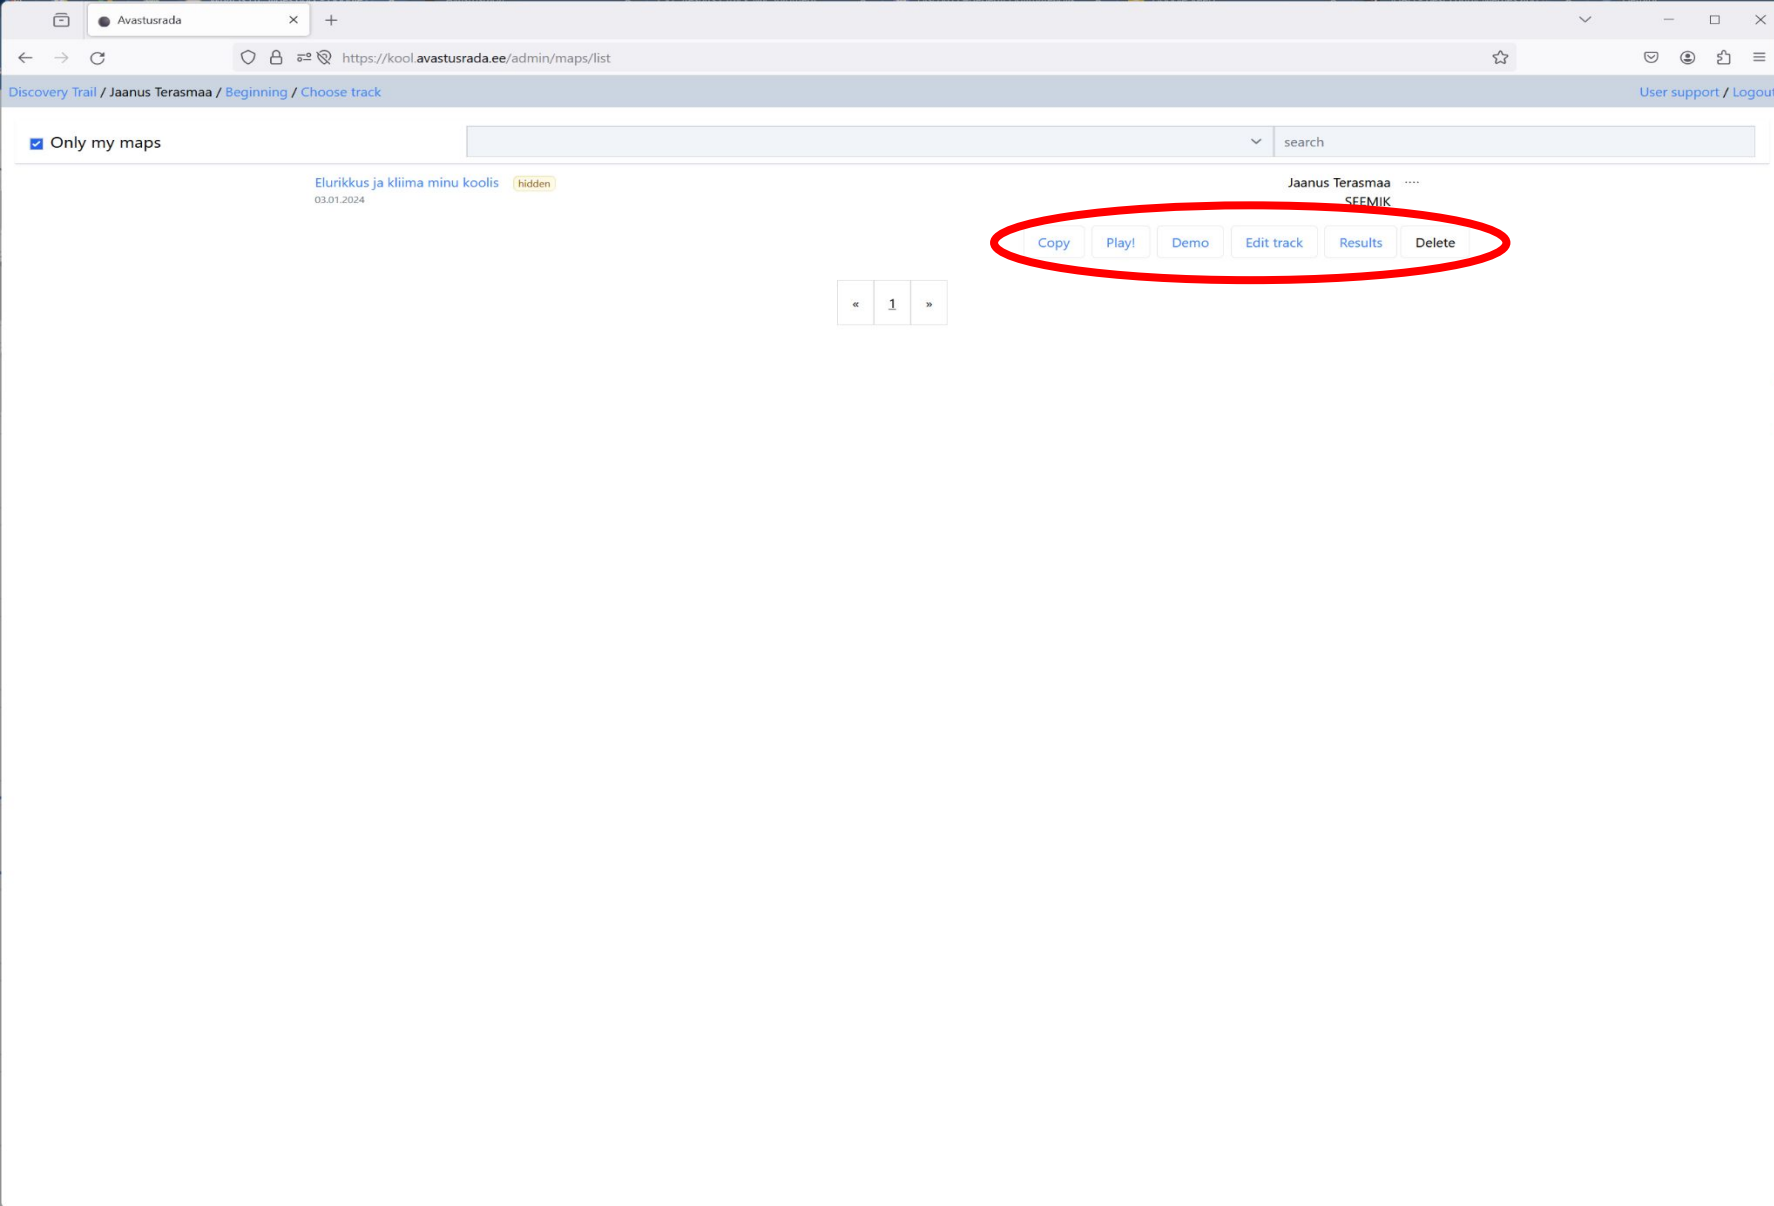 Avastusrada
https://kool.avastusrada.ee/admin/maps/list
Discovery Trail / Jaanus Terasmaa / Beginning / Choose track
User support / Logout
Only my maps
search
Elurikkus ja kliima minu koolis hidden
03.01.2024
Jaanus Terasmaa ....
SEEMIK
Copy Play! Demo Edit track Results Delete
« 1 »